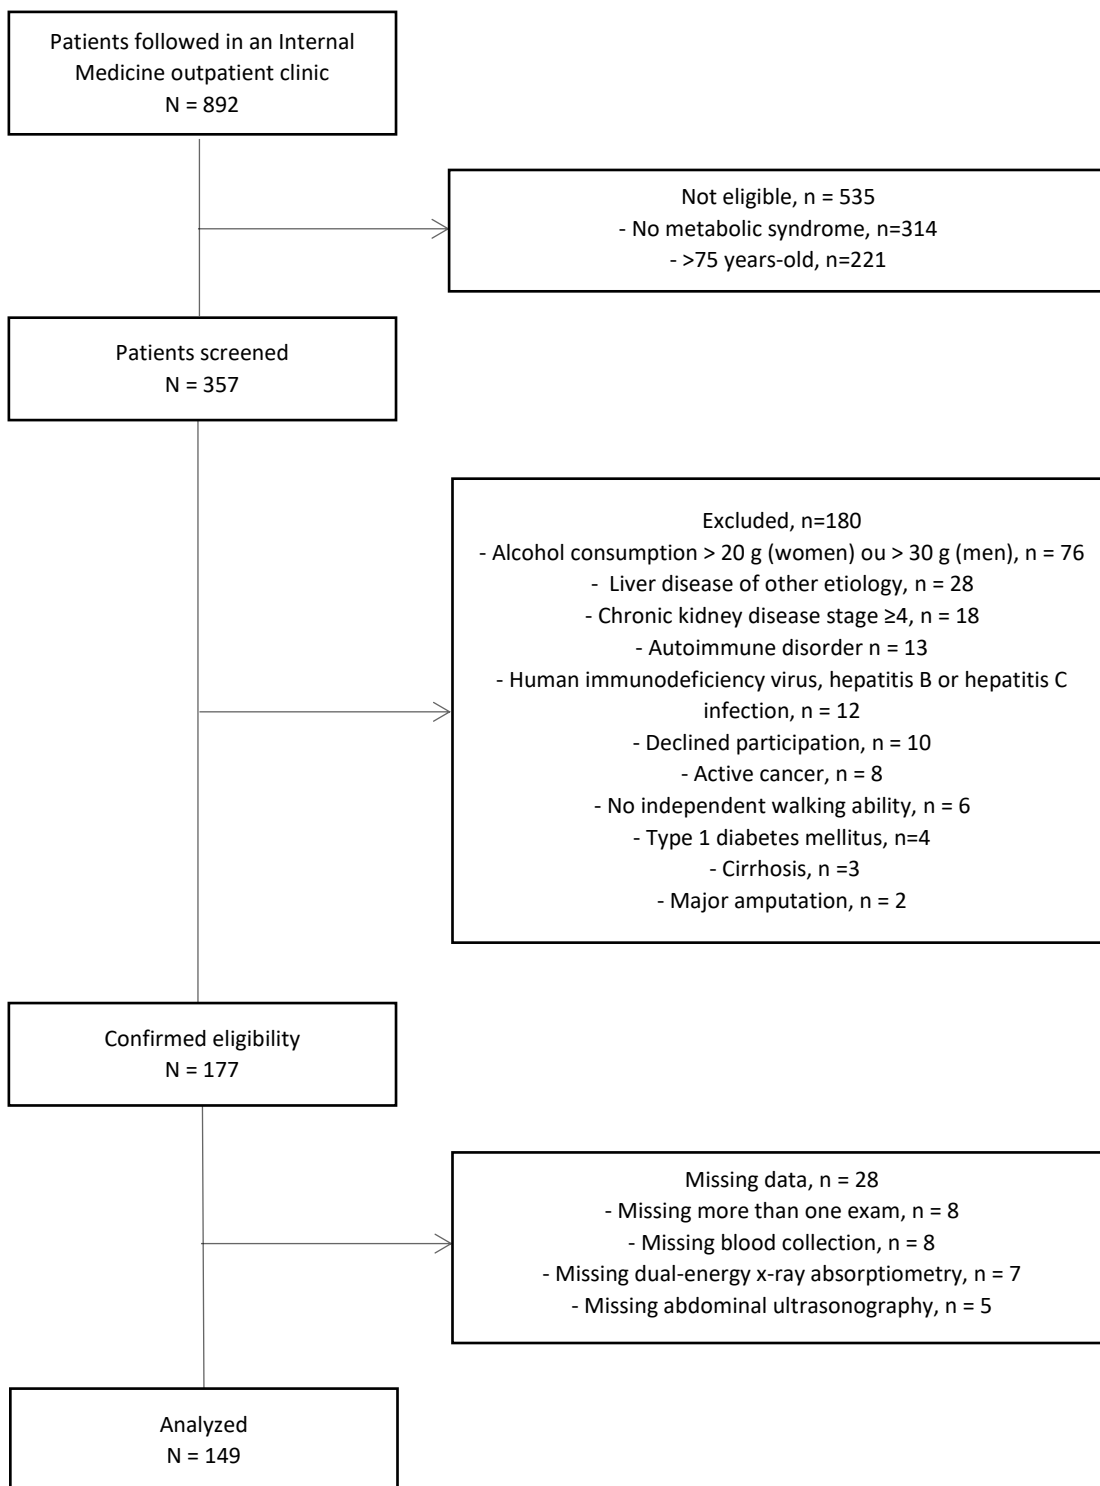 Patients followed in an Internal
Medicine outpatient clinic
N = 892
Not eligible, n = 535
- No metabolic syndrome, n=314
- >75 years-old, n=221
Patients screened
N = 357
Excluded, n=180
- Alcohol consumption > 20 g (women) ou > 30 g (men), n = 76
- Liver disease of other etiology, n = 28
- Chronic kidney disease stage ≥4, n = 18
- Autoimmune disorder n = 13
- Human immunodeficiency virus, hepatitis B or hepatitis C
infection, n = 12
- Declined participation, n = 10
- Active cancer, n = 8
- No independent walking ability, n = 6
- Type 1 diabetes mellitus, n=4
- Cirrhosis, n =3
- Major amputation, n = 2
Confirmed eligibility
N = 177
Missing data, n = 28
- Missing more than one exam, n = 8
- Missing blood collection, n = 8
- Missing dual-energy x-ray absorptiometry, n = 7
- Missing abdominal ultrasonography, n = 5
Analyzed
N = 149